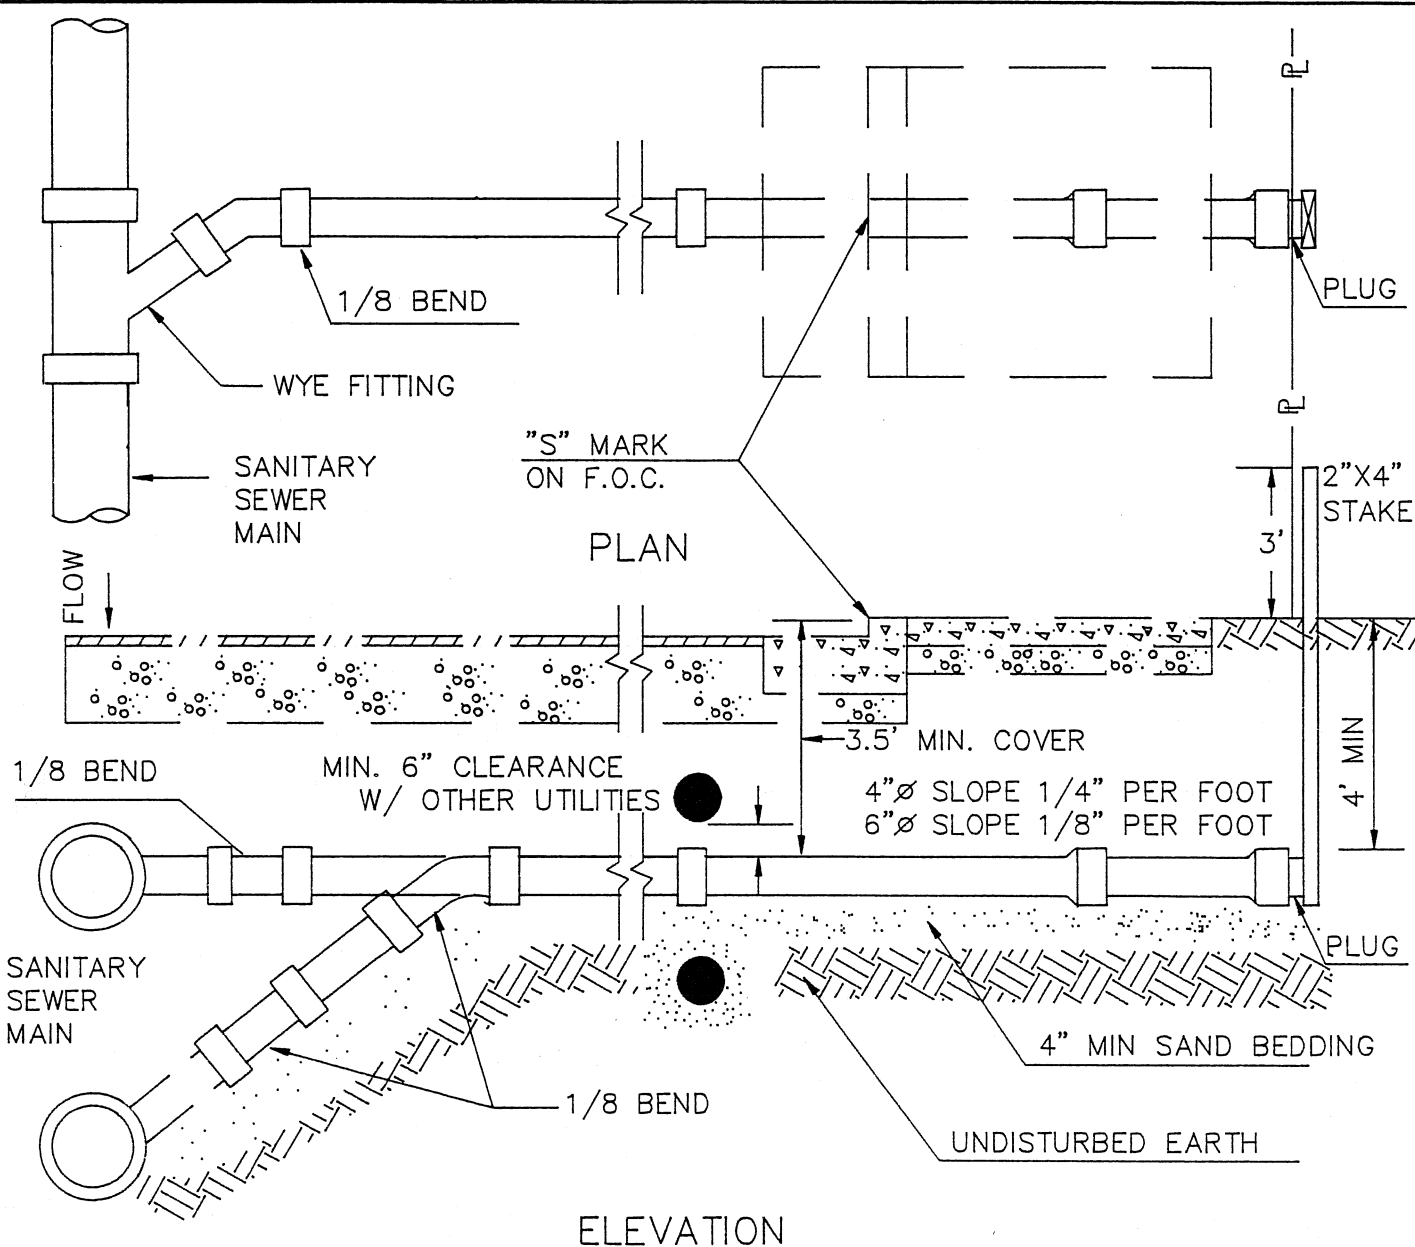 PL
1/8 BEND
PLUG
WYE FITTING
PL
"S" MARK
ON F.O.C.
SANITARY
SEWER
MAIN
2"X4"
STAKE
PLAN
3'
FLOW
3.5' MIN. COVER
4' MIN
1/8 BEND
MIN. 6" CLEARANCE
W/ OTHER UTILITIES
4"Ø SLOPE 1/4" PER FOOT
6"Ø SLOPE 1/8" PER FOOT
PLUG
SANITARY
SEWER
MAIN
4" MIN SAND BEDDING
1/8 BEND
UNDISTURBED EARTH
ELEVATION